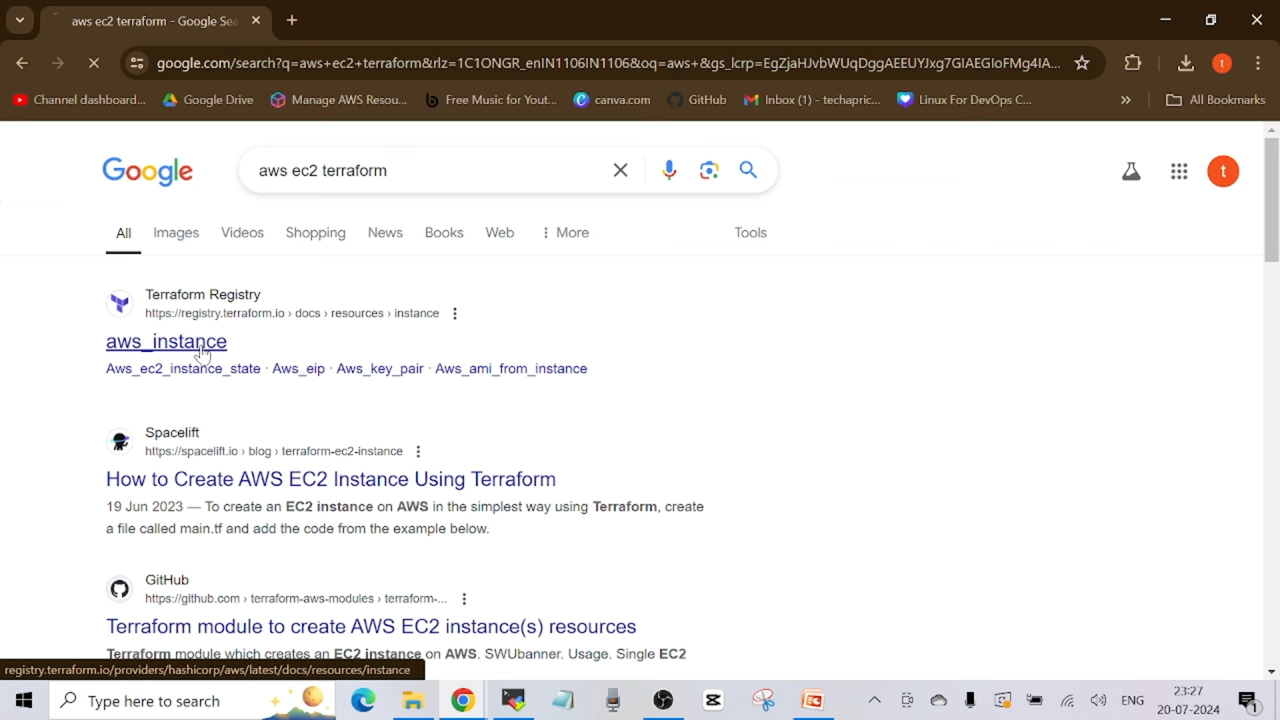 aws ec2 terraform - Google Sea
google.com/search?q=aws+ec2+terraform&rlz=1C1ONGR_enIN1106IN1106&oq=aws+&gs_lcrp=EgZjaHJvbWUqDggAEEUYJxg7GIAEGIoFMg4IA...
t
Channel dashboard...
Google Drive
Manage AWS Resou...
Free Music for Yout...
canva.com
GitHub
Inbox (1) - techapric...
Linux For DevOps C...
»
All Bookmarks
Google
aws ec2 terraform
t
All
Images
Videos
Shopping
News
Books
Web
More
Tools
Terraform Registry
https://registry.terraform.io › docs › resources › instance
aws_instance
Aws_ec2_instance_state · Aws_eip · Aws_key_pair · Aws_ami_from_instance
Spacelift
https://spacelift.io › blog › terraform-ec2-instance
How to Create AWS EC2 Instance Using Terraform
19 Jun 2023 — To create an EC2 instance on AWS in the simplest way using Terraform, create
a file called main.tf and add the code from the example below.
GitHub
https://github.com › terraform-aws-modules › terraform-...
Terraform module to create AWS EC2 instance(s) resources
Terraform module which creates an EC2 instance on AWS. SWUbanner. Usage. Single EC2
registry.terraform.io/providers/hashicorp/aws/latest/docs/resources/instance
Type here to search
ENG
23:27
20-07-2024
1